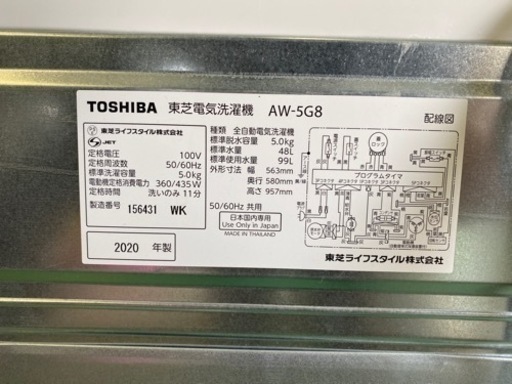 TOSHIBA 東芝電気洗濯機 AW-5G8
配線図
東芝ライフスタイル株式会社
JET
定格電圧 100V
定格周波数 50/60Hz
標準洗濯容量 5.0kg
電動機定格消費電力 360/435W
定格時間 洗いのみ 11分
製造番号 156431 WK
2020 年製
種類 全自動電気洗濯機
標準脱水容量 5.0kg
標準水量 48L
標準使用水量 99L
外形寸法 幅 563mm
奥行 580mm
高さ 957mm
50/60Hz 共用
日本国内専用
Use Only in Japan
MADE IN THAILAND
ロック
プログラムタイマ
東芝ライフスタイル株式会社